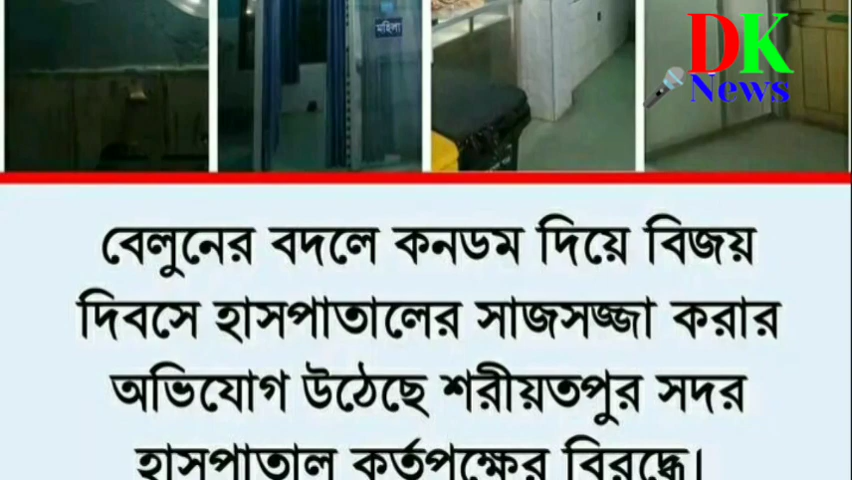 মহিলা
DK
News
বেলুনের বদলে কনডম দিয়ে বিজয়
দিবসে হাসপাতালের সাজসজ্জা করার
অভিযোগ উঠেছে শরীয়তপুর সদর
হাসপাতাল কর্তৃপক্ষের বিরুদ্ধে।